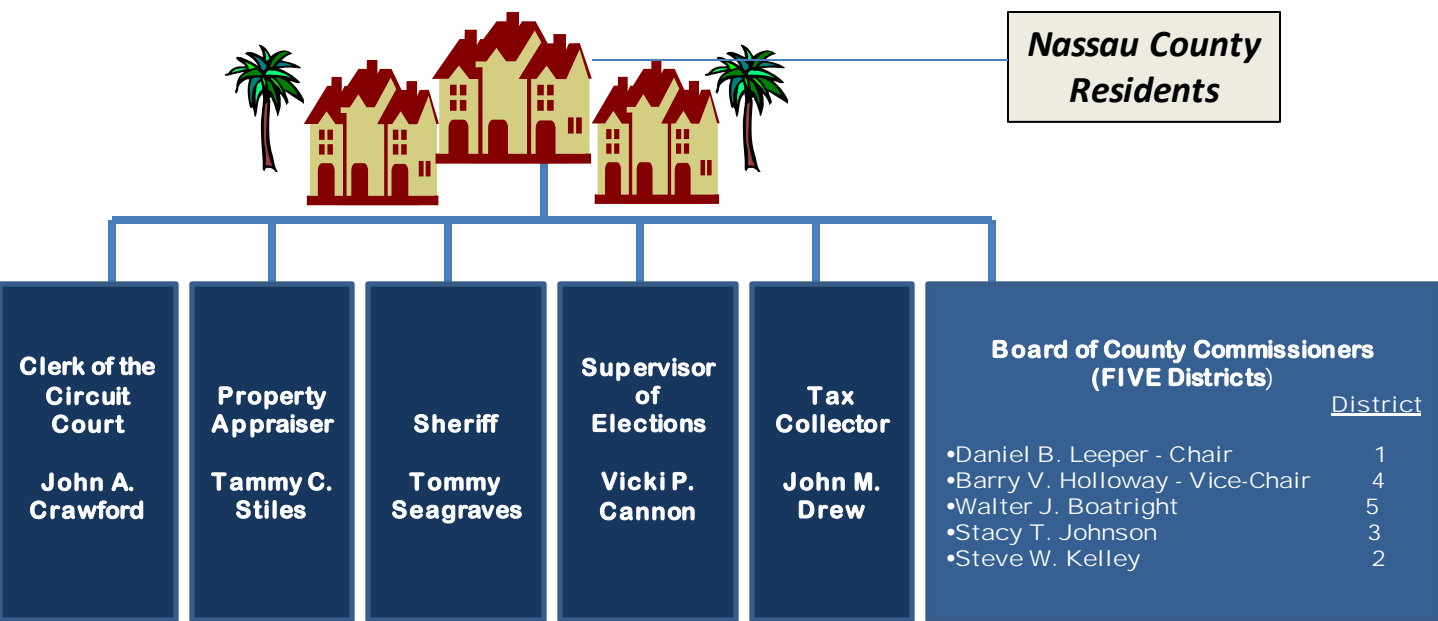 Nassau County
Residents
Clerk of the
Circuit
Court
John A.
Crawford
Property
Appraiser
Tammy C.
Stiles
Sheriff
Tommy
Seagraves
Supervisor
of
Elections
Vicki P.
Cannon
Tax
Collector
John M.
Drew
Board of County Commissioners
(FIVE Districts)
District
•Daniel B. Leeper - Chair 1
•Barry V. Holloway - Vice-Chair 4
•Walter J. Boatright 5
•Stacy T. Johnson 3
•Steve W. Kelley 2